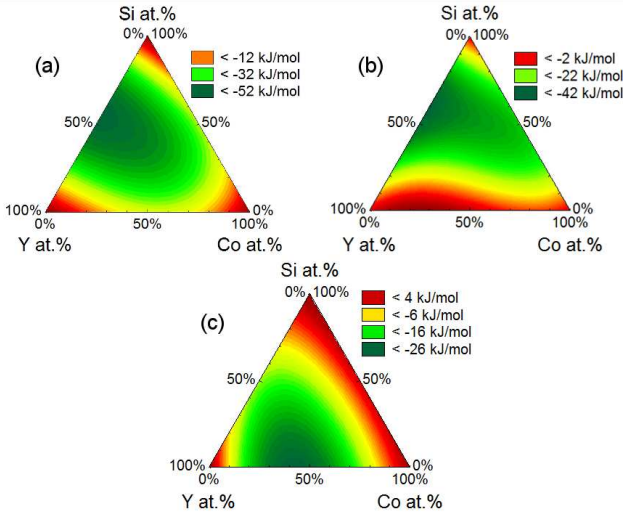 Si at.%
0% 100%
(a)
< -12 kJ/mol
< -32 kJ/mol
< -52 kJ/mol
50%
50%
100%
0%
0%
50%
100%
Y at.%
Co at.%
Si at.%
0% 100%
(b)
< -2 kJ/mol
< -22 kJ/mol
< -42 kJ/mol
50%
50%
100%
0%
0%
50%
100%
Y at.%
Co at.%
Si at.%
0% 100%
(c)
< 4 kJ/mol
< -6 kJ/mol
< -16 kJ/mol
< -26 kJ/mol
50%
50%
100%
0%
0%
50%
100%
Y at.%
Co at.%